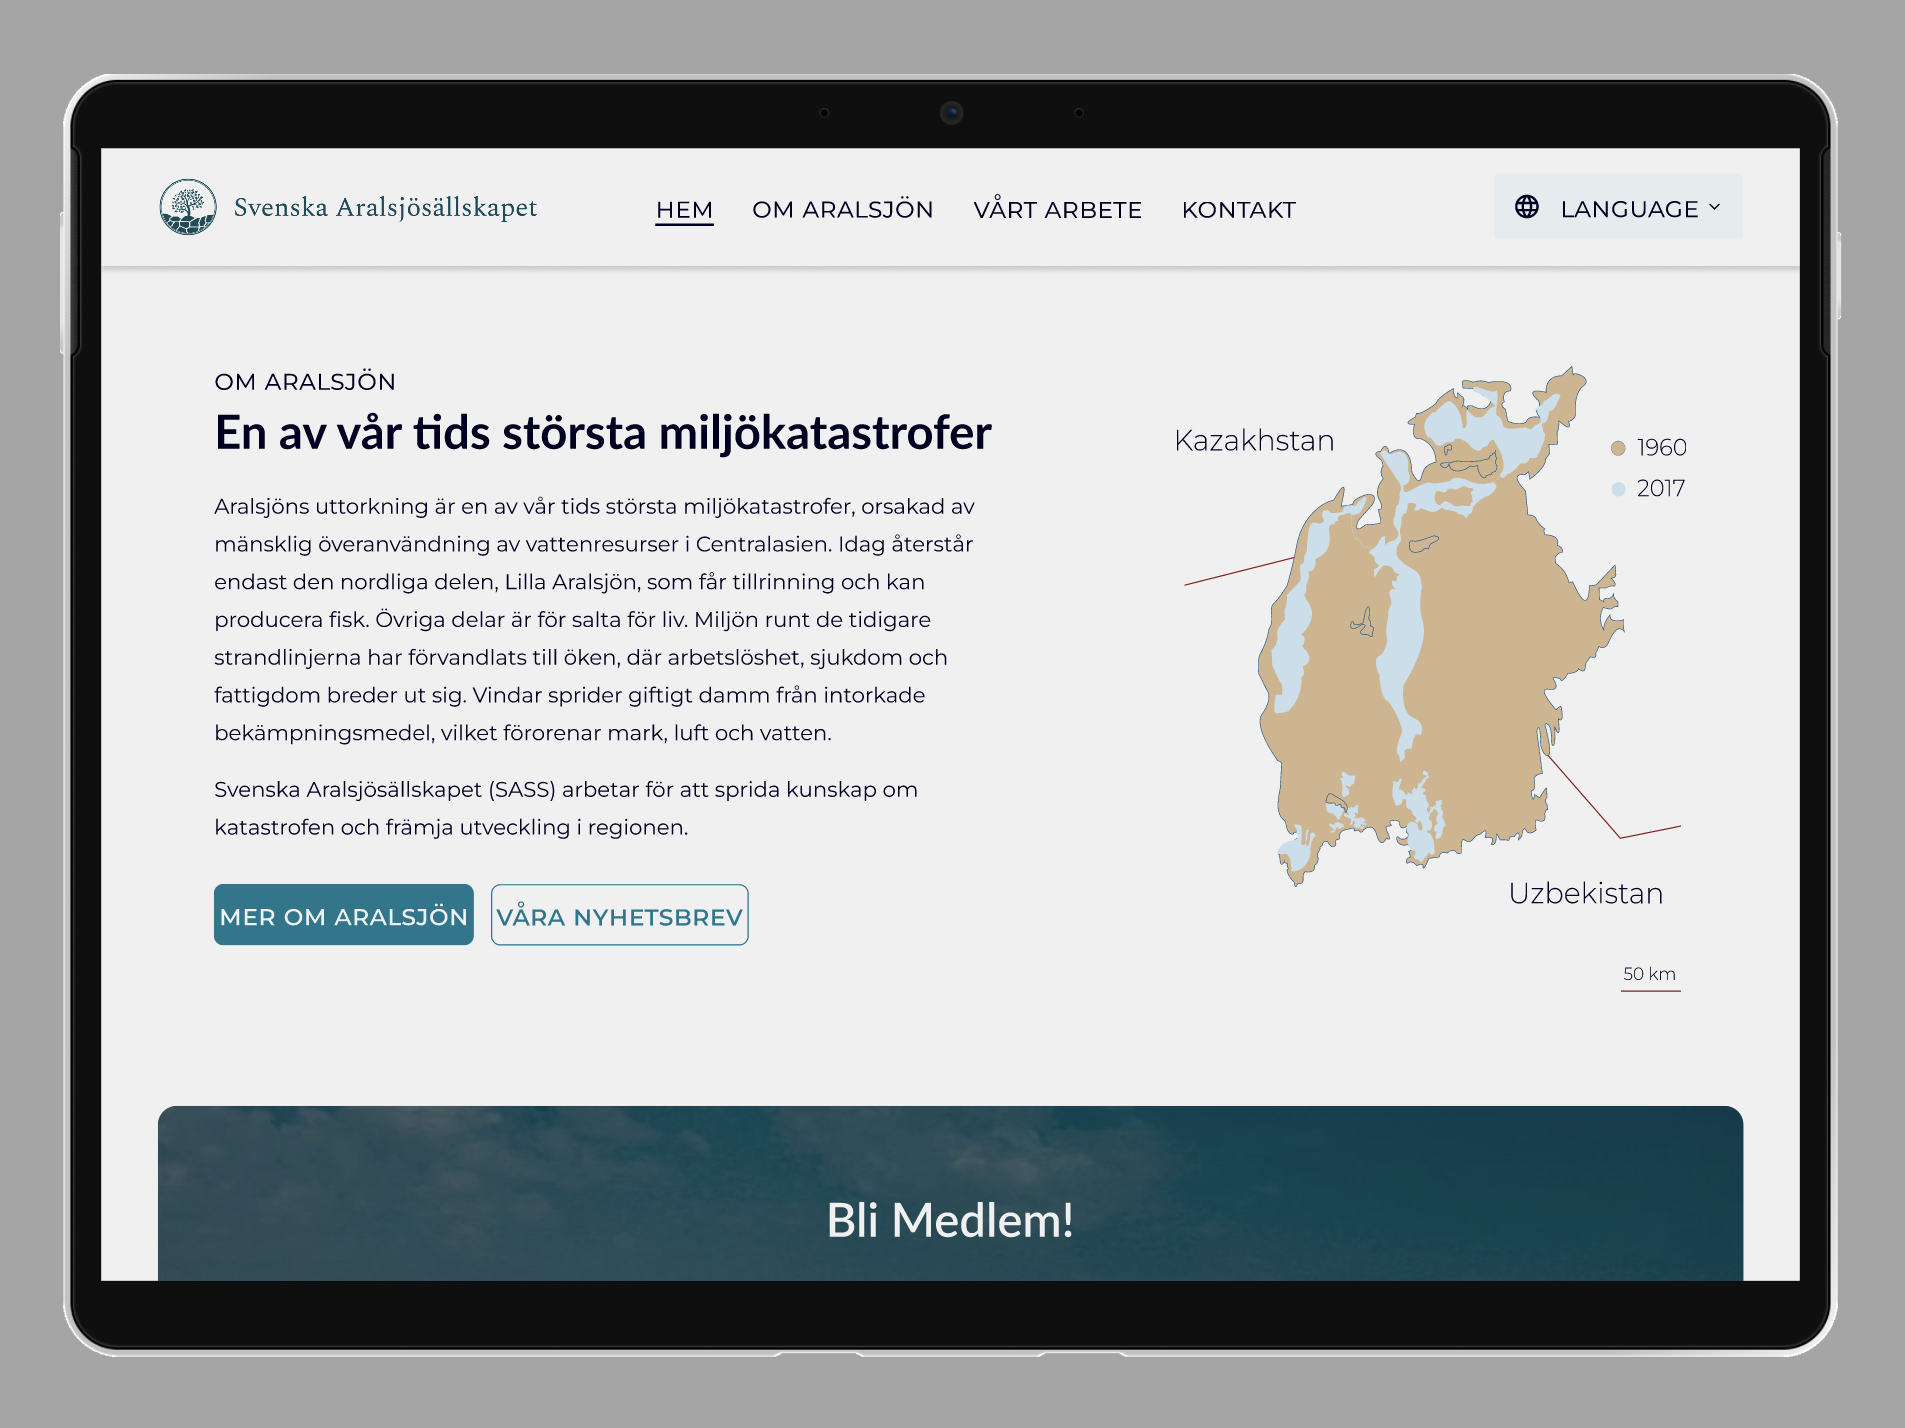 Svenska Aralsjösällskapet
HEM
OM ARALSJÖN
VÅRT ARBETE
KONTAKT
LANGUAGE
OM ARALSJÖN
En av vår tids största miljökatastrofer
Aralsjöns uttorkning är en av vår tids största miljökatastrofer, orsakad av
mänsklig överanvändning av vattenresurser i Centralasien. Idag återstår
endast den nordliga delen, Lilla Aralsjön, som får tillrinning och kan
producera fisk. Övriga delar är för salta för liv. Miljön runt de tidigare
strandlinjerna har förvandlats till öken, där arbetslöshet, sjukdom och
fattigdom breder ut sig. Vindar sprider giftigt damm från intorkade
bekämpningsmedel, vilket förorenar mark, luft och vatten.
Svenska Aralsjösällskapet (SASS) arbetar för att sprida kunskap om
katastrofen och främja utveckling i regionen.
MER OM ARALSJÖN
VÅRA NYHETSBREV
Kazakhstan
1960
2017
Uzbekistan
50 km
Bli Medlem!